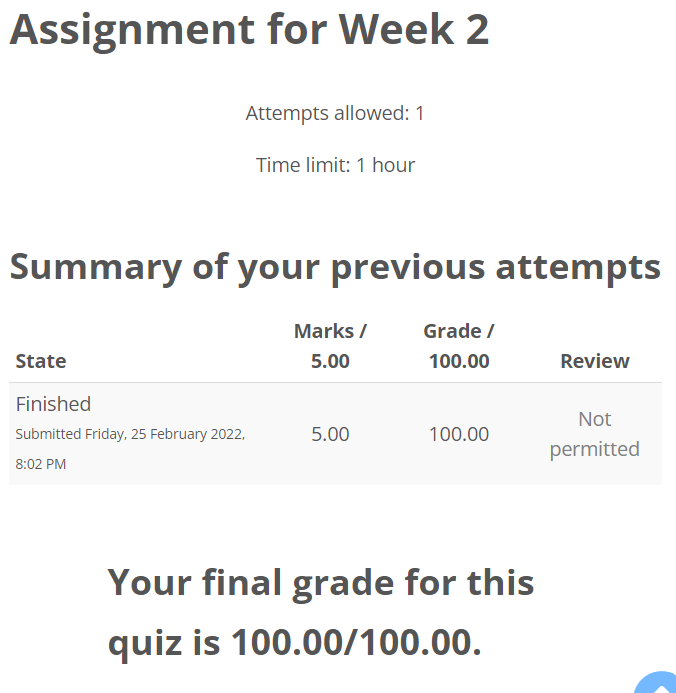 Assignment for Week 2
Attempts allowed: 1
Time limit: 1 hour
Summary of your previous attempts
State Marks / 5.00 Grade / 100.00 Review
Finished
Submitted Friday, 25 February 2022,
8:02 PM
5.00 100.00 Not permitted
Your final grade for this
quiz is 100.00/100.00.